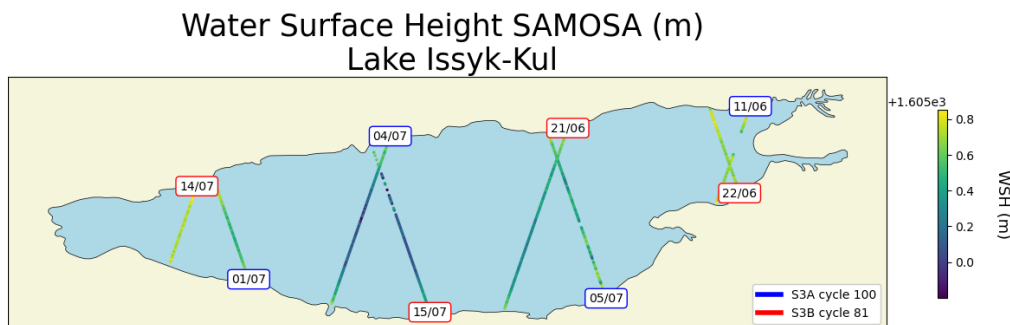 Water Surface Height SAMOSA (m)
Lake Issyk-Kul
11/06
+1.605e3
04/07
21/06
0.8
0.6
14/07
22/06
0.4
WSH (m)
0.2
01/07
05/07
0.0
15/07
S3A cycle 100
S3B cycle 81